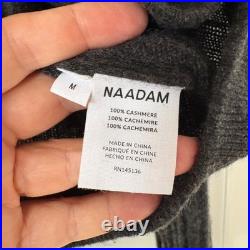 M
NAADAM
100% CASHMERE
100% CACHEMIRE
100% CACHEMIRA
MADE IN CHINA
FABRIQUÉ EN CHINE
HECHO EN CHINA
RN145136